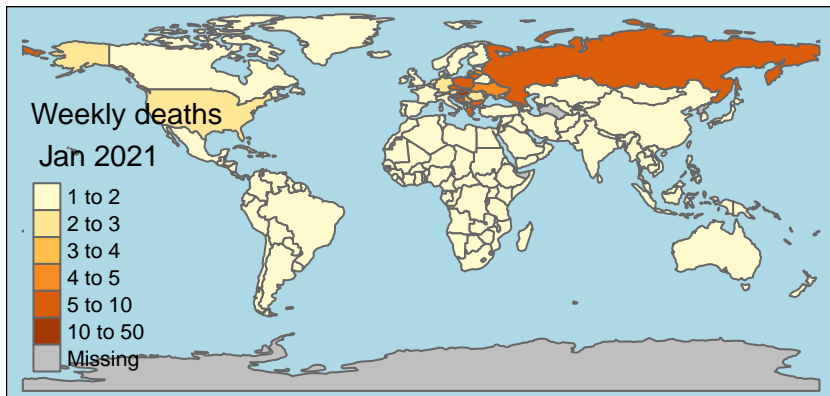 Weekly deaths
Jan 2021
1 to 2
2 to 3
3 to 4
4 to 5
5 to 10
10 to 50
Missing